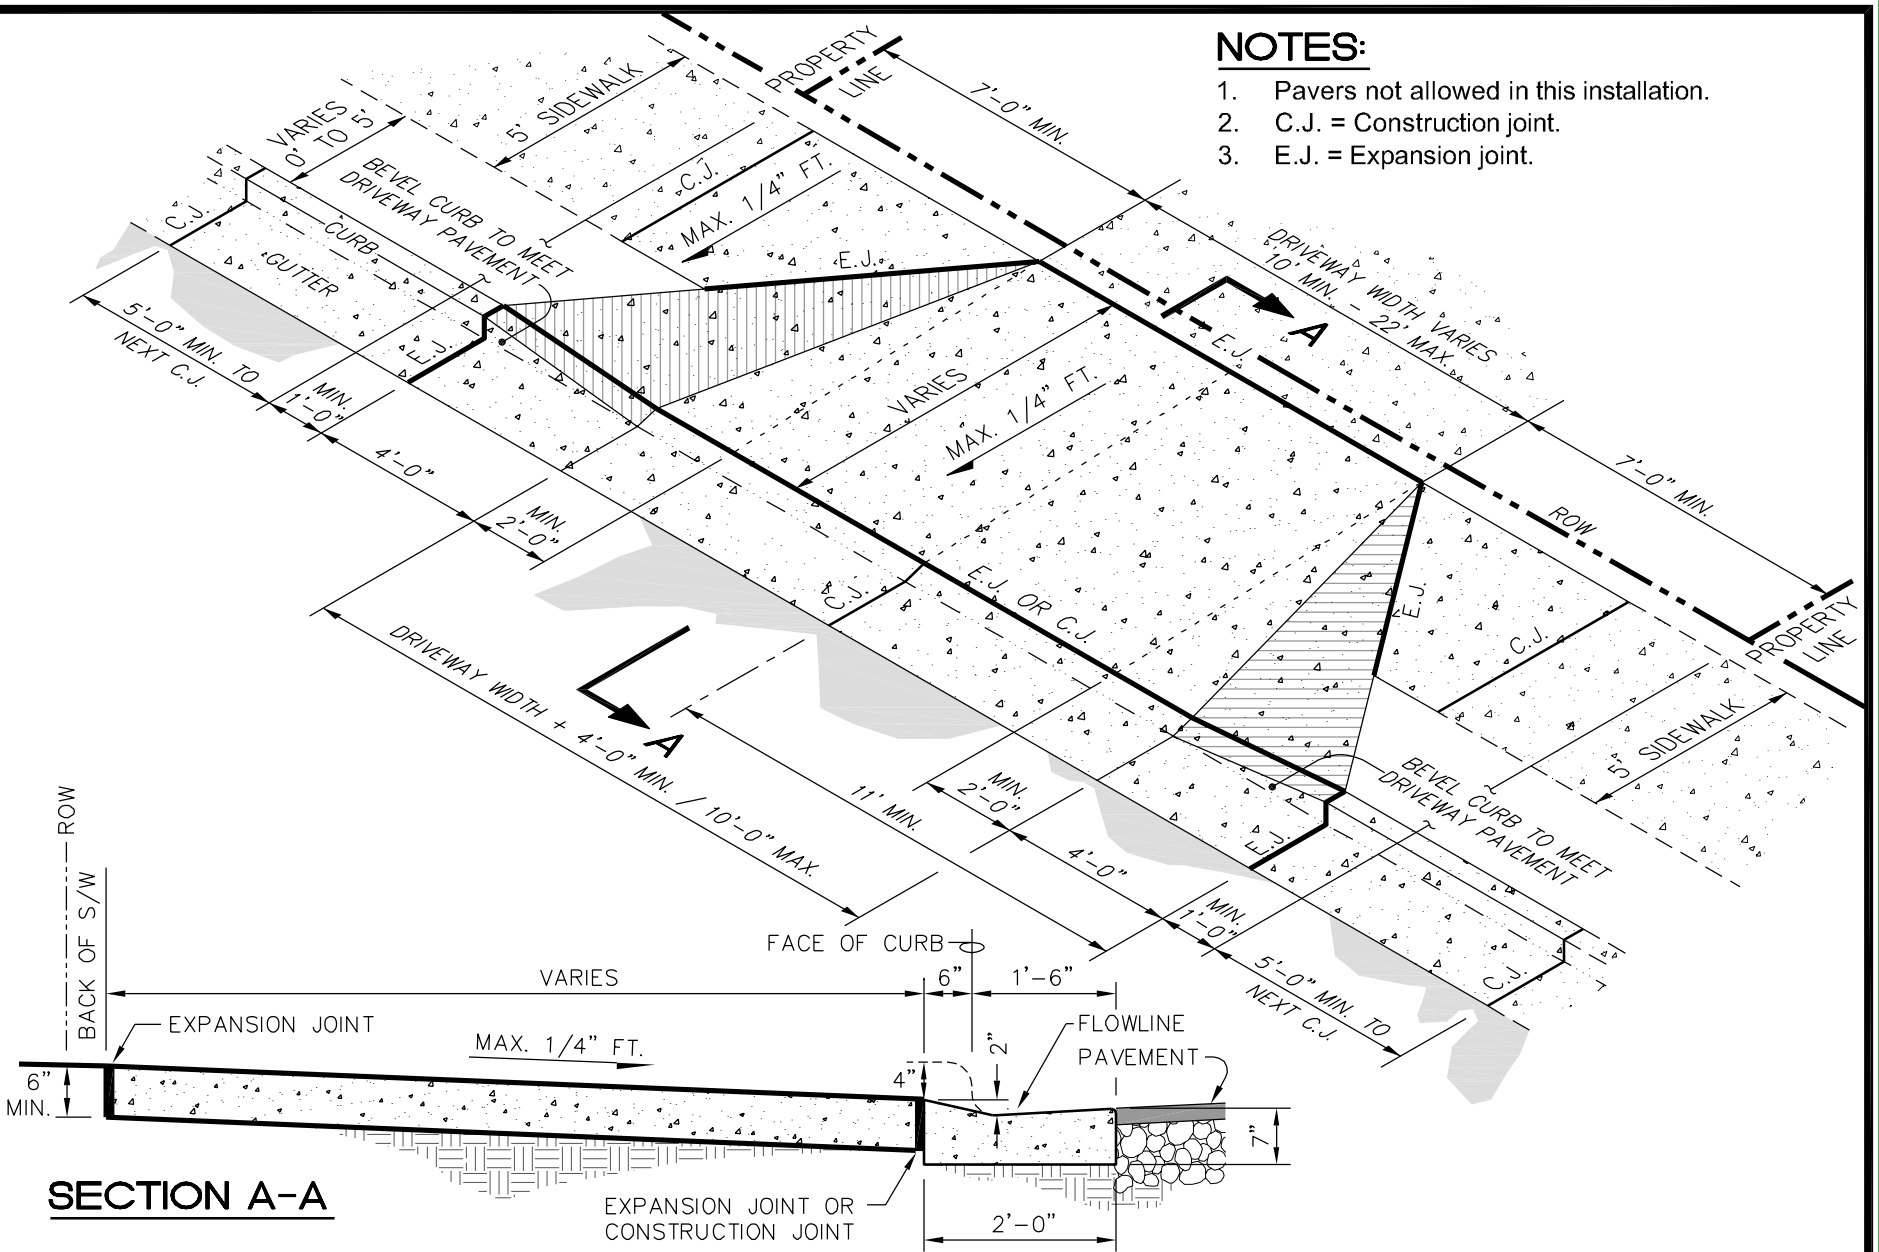 NOTES:
1. Pavers not allowed in this installation.
2. C.J. = Construction joint.
3. E.J. = Expansion joint.
PROPERTY
LINE
7'-0" MIN.
5' SIDEWALK
VARIES
0' TO 5'
BEVEL CURB TO MEET
DRIVEWAY PAVEMENT
C.J.
MAX. 1/4" FT.
C.J.
CURB
GUTTER
E.J.
DRIVEWAY WIDTH VARIES
10' MIN. – 22' MAX.
A
E.J.
5'-0" MIN. TO
NEXT C.J.
E.J.
MIN.
1'-0"
4'-0"
MIN.
2'-0"
VARIES
MAX. 1/4" FT.
7'-0" MIN.
ROW
PROPERTY
LINE
E.J. OR C.J.
C.J.
E.J.
C.J.
5' SIDEWALK
DRIVEWAY WIDTH + 4'-0" MIN. / 10'-0" MAX.
A
11' MIN.
MIN.
2'-0"
4'-0"
MIN.
1'-0"
E.J.
BEVEL CURB TO MEET
DRIVEWAY PAVEMENT
C.J.
5'-0" MIN. TO
NEXT C.J.
ROW
BACK OF S/W
FACE OF CURB
VARIES
6"
1'-6"
EXPANSION JOINT
MAX. 1/4" FT.
2"
FLOWLINE
PAVEMENT
6"
MIN.
4"
7"
SECTION A-A
EXPANSION JOINT OR
CONSTRUCTION JOINT
2'-0"